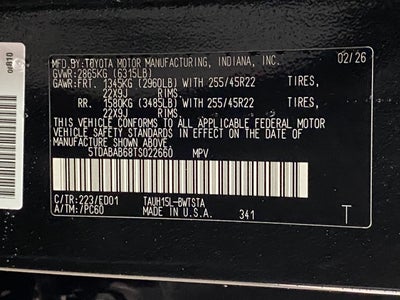 MFD.BY:TOYOTA MOTOR MANUFACTURING, INDIANA, INC. 02/26
GVWR:2865KG (6315LB)
GAWR:FRT. 1345KG (2960LB) WITH 255/45R22 (TIRES,
22X9J RIMS.
RR. 1580KG (3485LB) WITH 255/45R22 (TIRES,
22X9J RIMS.
THIS VEHICLE CONFORMS TO ALL APPLICABLE FEDERAL MOTOR
VEHICLE SAFETY STANDARDS IN EFFECT ON THE DATE OF
MANUFACTURE SHOWN ABOVE.
5TDABAB68TS022660 MPV
C/TR:223/ED01 TAUH15L-BWTSTA
A/TM:/PC60 MADE IN U.S.A. 341 T